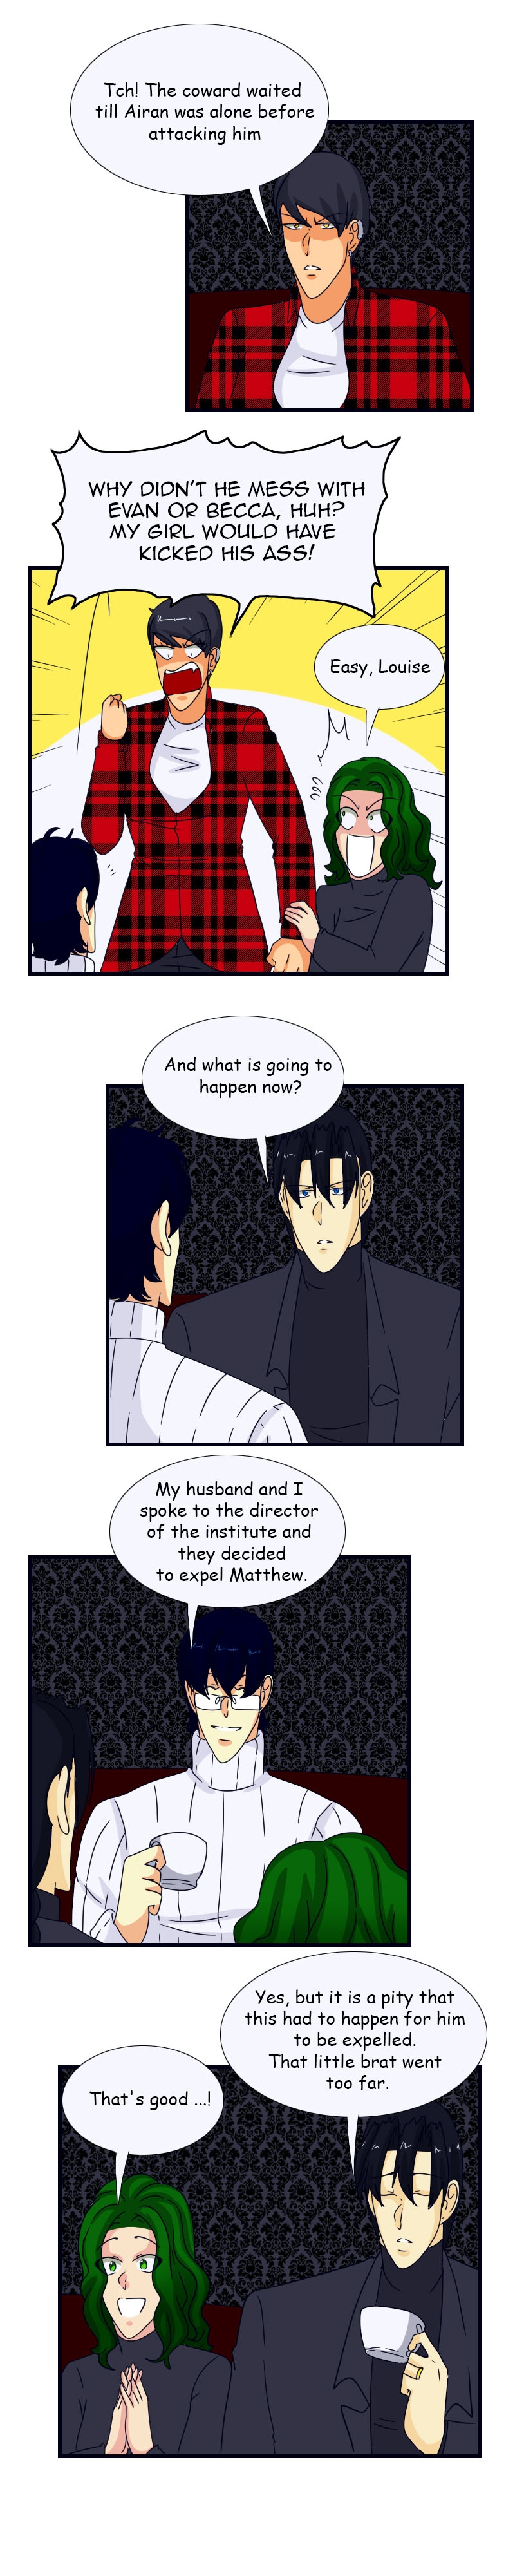 Tch! The coward waited
till Airan was alone before
attacking him
WHY DIDN'T HE MESS WITH
EVAN OR BECCA, HUH?
MY GIRL WOULD HAVE
KICKED HIS ASS!
Easy, Louise
And what is going to
happen now?
My husband and I
spoke to the director
of the institute and
they decided
to expel Matthew.
Yes, but it is a pity that
this had to happen for him
to be expelled.
That little brat went
too far.
That's good ...!